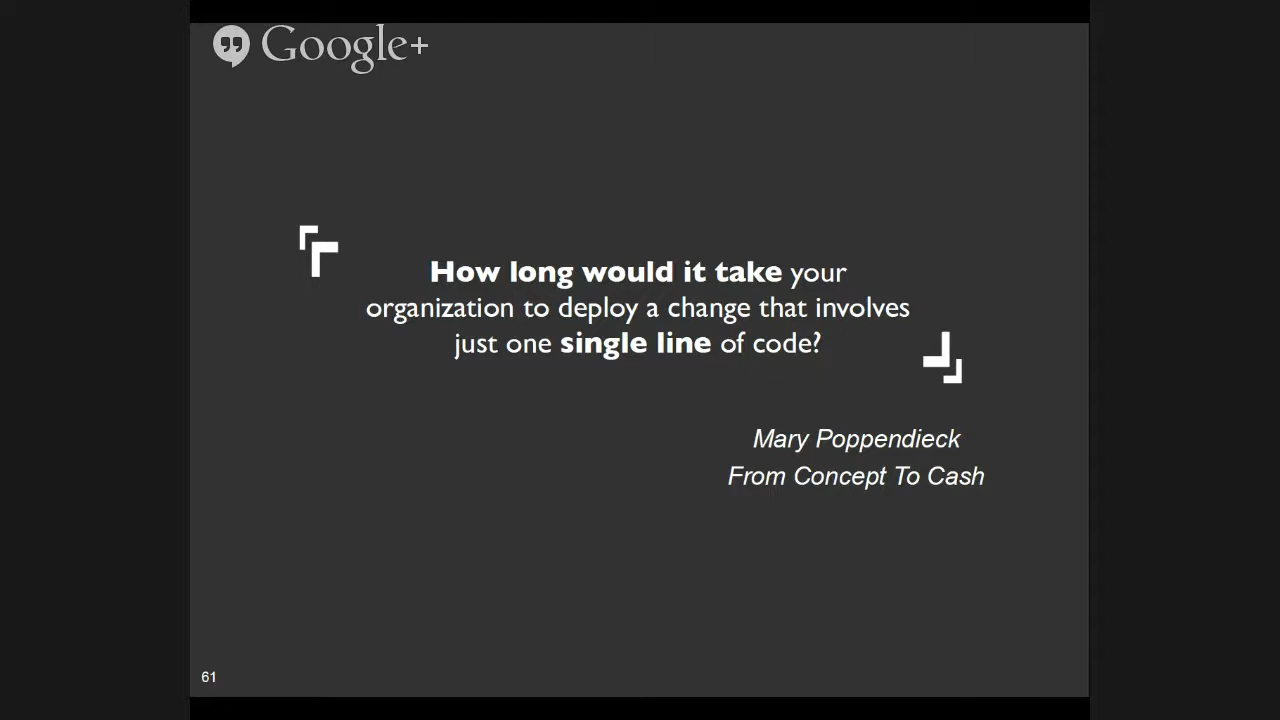 Google+
How long would it take your
organization to deploy a change that involves
just one single line of code?
Mary Poppendieck
From Concept To Cash
61